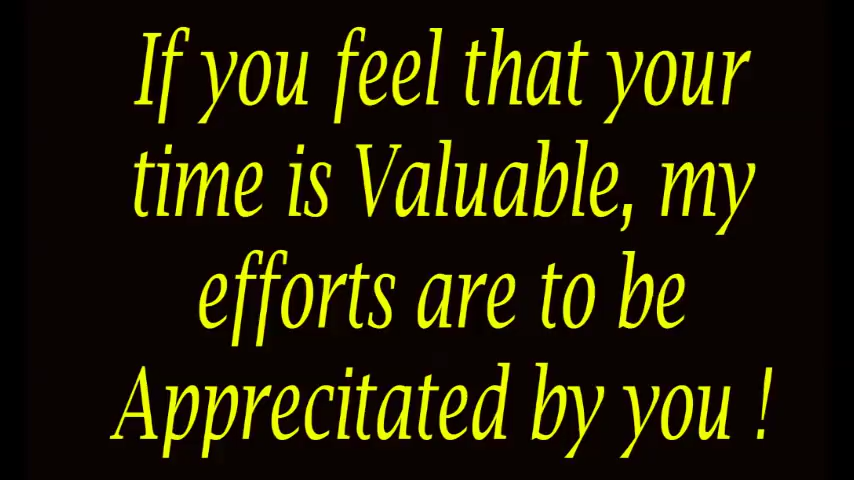 If you feel that your
time is Valuable, my
efforts are to be
Apprecitated by you !